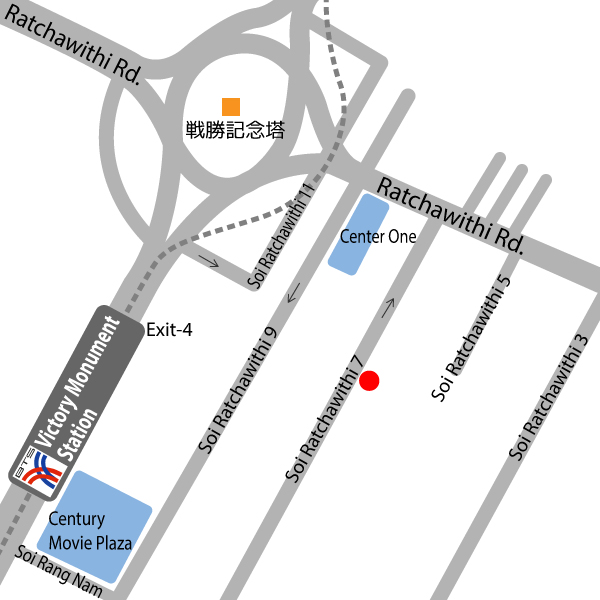 Ratchawithi Rd.
戦勝記念塔
Ratchawithi Rd.
Soi Ratchawithi 11
Center One
Exit-4
Soi Ratchawithi 9
Soi Ratchawithi 7
Soi Ratchawithi 5
Soi Ratchawithi 3
Victory Monument
Station
BTS
Century
Movie Plaza
Soi Rang Nam